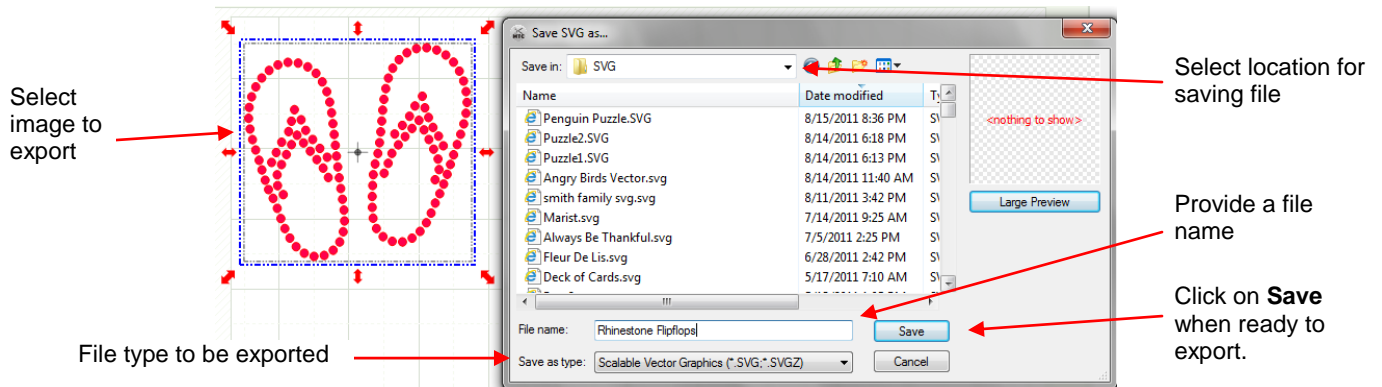 Select
image to
export
Save SVG as...
Save in: SVG
Name Date modified
Penguin Puzzle.SVG 8/15/2011 8:36 PM
Puzzle2.SVG 8/14/2011 6:18 PM
Puzzle1.SVG 8/14/2011 6:13 PM
Angry Birds Vector.svg 8/14/2011 11:40 AM
smith family svg.svg 8/11/2011 3:42 PM
Marist.svg 7/14/2011 9:25 AM
Always Be Thankful.svg 7/5/2011 2:25 PM
Fleur De Lis.svg 6/28/2011 2:42 PM
Deck of Cards.svg 5/17/2011 7:10 AM
<nothing to show>
Large Preview
File name: Rhinestone Flipflops
Save
Save as type: Scalable Vector Graphics (*.SVG;*.SVGZ)
Cancel
File type to be exported
Select location for
saving file
Provide a file
name
Click on Save
when ready to
export.